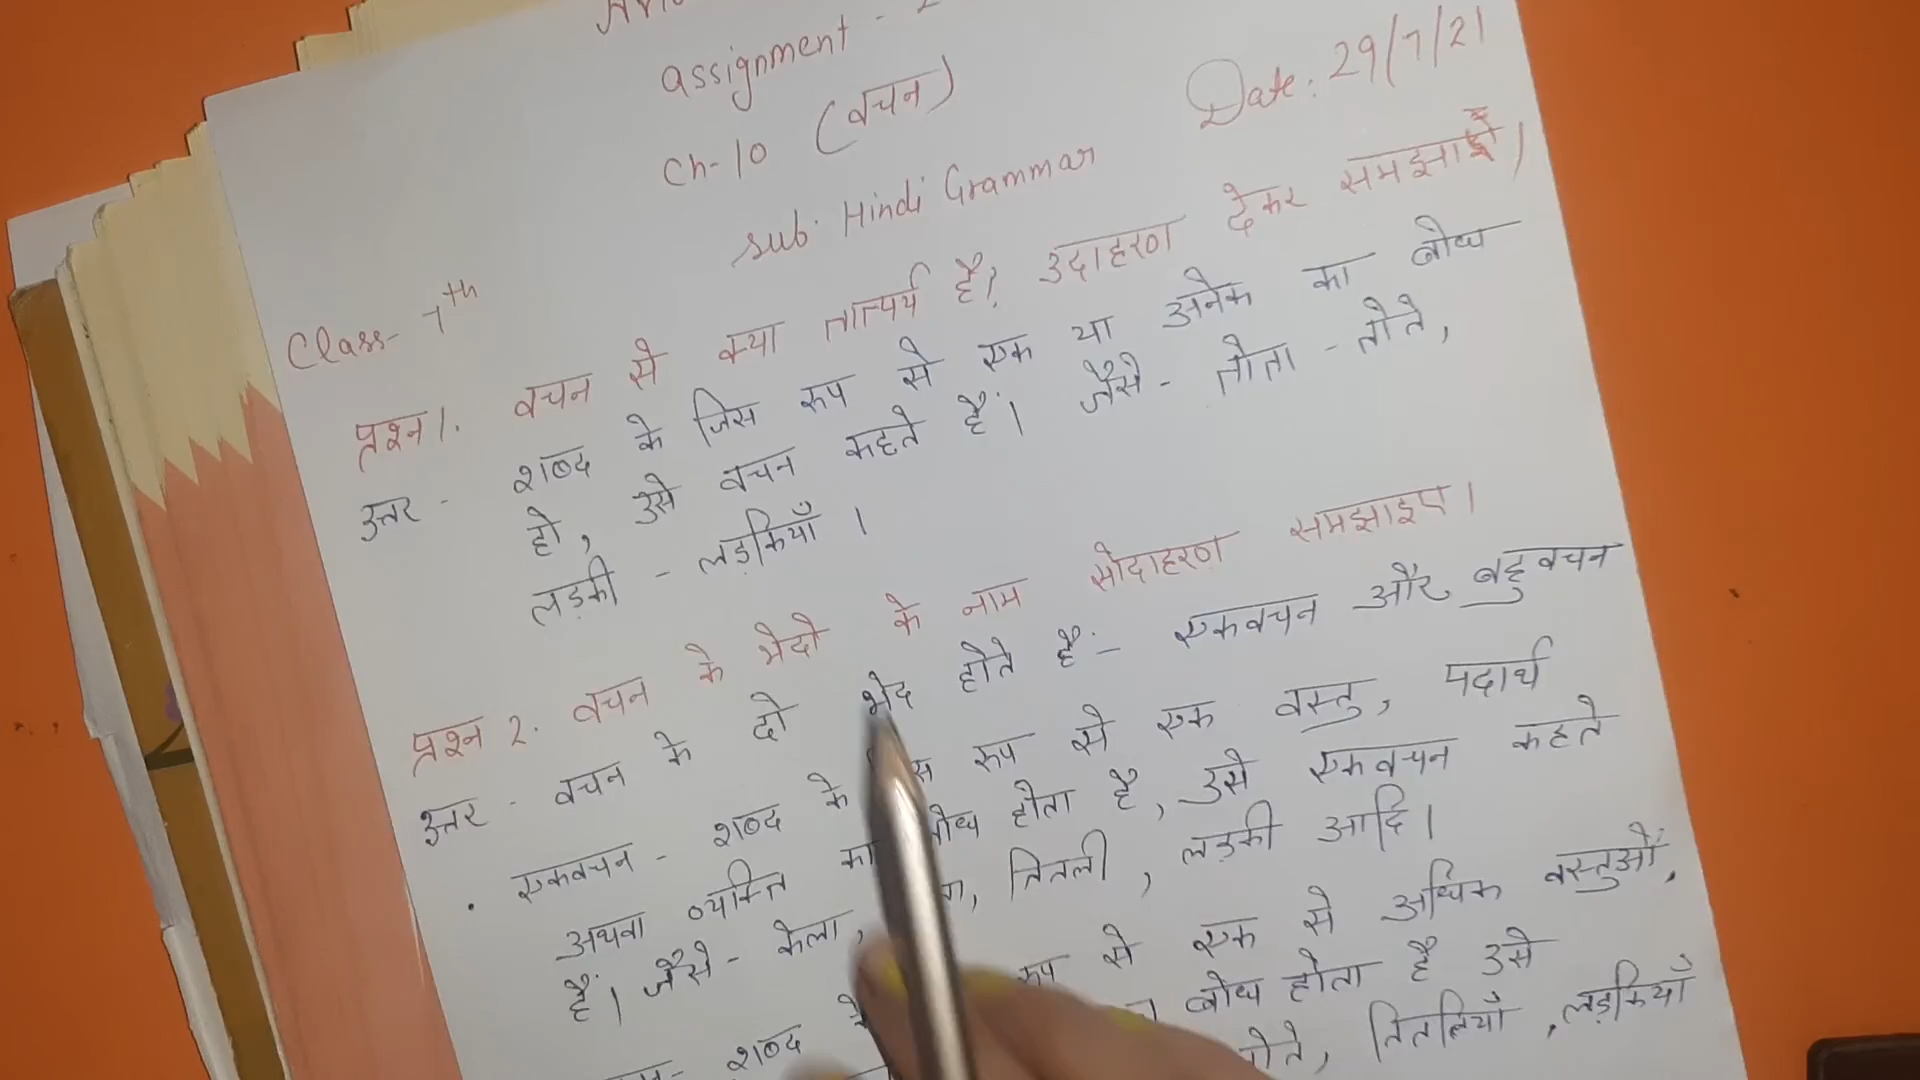 Assignment -
Ch-10 (वचन)
Date: 29/7/21
Sub: Hindi Grammar
Class- 7th
प्रश्न 1. वचन से क्या तात्पर्य है? उदाहरण देकर
उत्तर - शब्द के जिस रूप से एक या अनेक का बोध
हो, उसे वचन कहते हैं। जैसे - तोता - तोते,
लड़की - लड़कियाँ ।
प्रश्न 2. वचन के भेदो के नाम सोदाहरण समझाइए।
उत्तर - वचन के दो भेद होते हैं - एकवचन और बहुवचन
. एकवचन - शब्द के रूप से एक वस्तु, पदार्थ
अथवा व्यक्ति का बोध होता है, उसे एकवचन कहते
हैं। जैसे - केला, तितली, लड़की आदि।
शब्द के रूप से एक से अधिक वस्तुओं,
बोध होता है उसे
तितलियाँ, लड़कियाँ